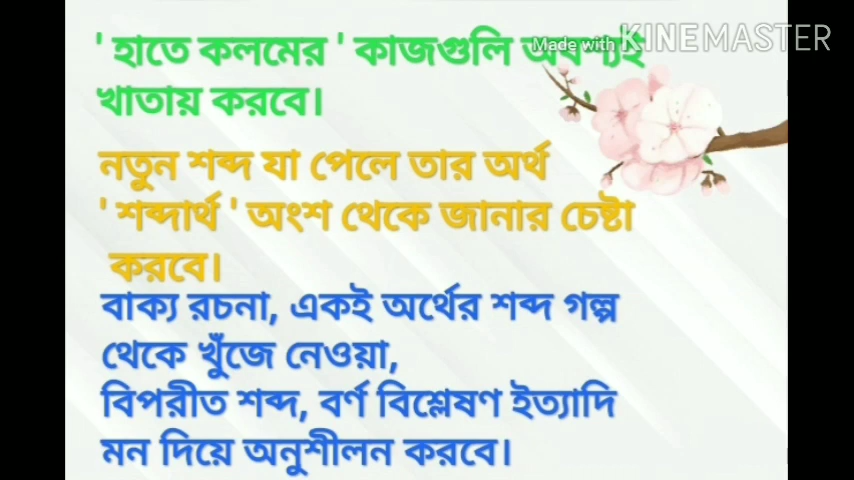 ' হাতে কলমের ' কাজগুলি অবশ্যই
Made with KINEMASTER
খাতায় করবে।
নতুন শব্দ যা পেলে তার অর্থ
' শব্দার্থ ' অংশ থেকে জানার চেষ্টা
করবে।
বাক্য রচনা, একই অর্থের শব্দ গল্প
থেকে খুঁজে নেওয়া,
বিপরীত শব্দ, বর্ণ বিশ্লেষণ ইত্যাদি
মন দিয়ে অনুশীলন করবে।